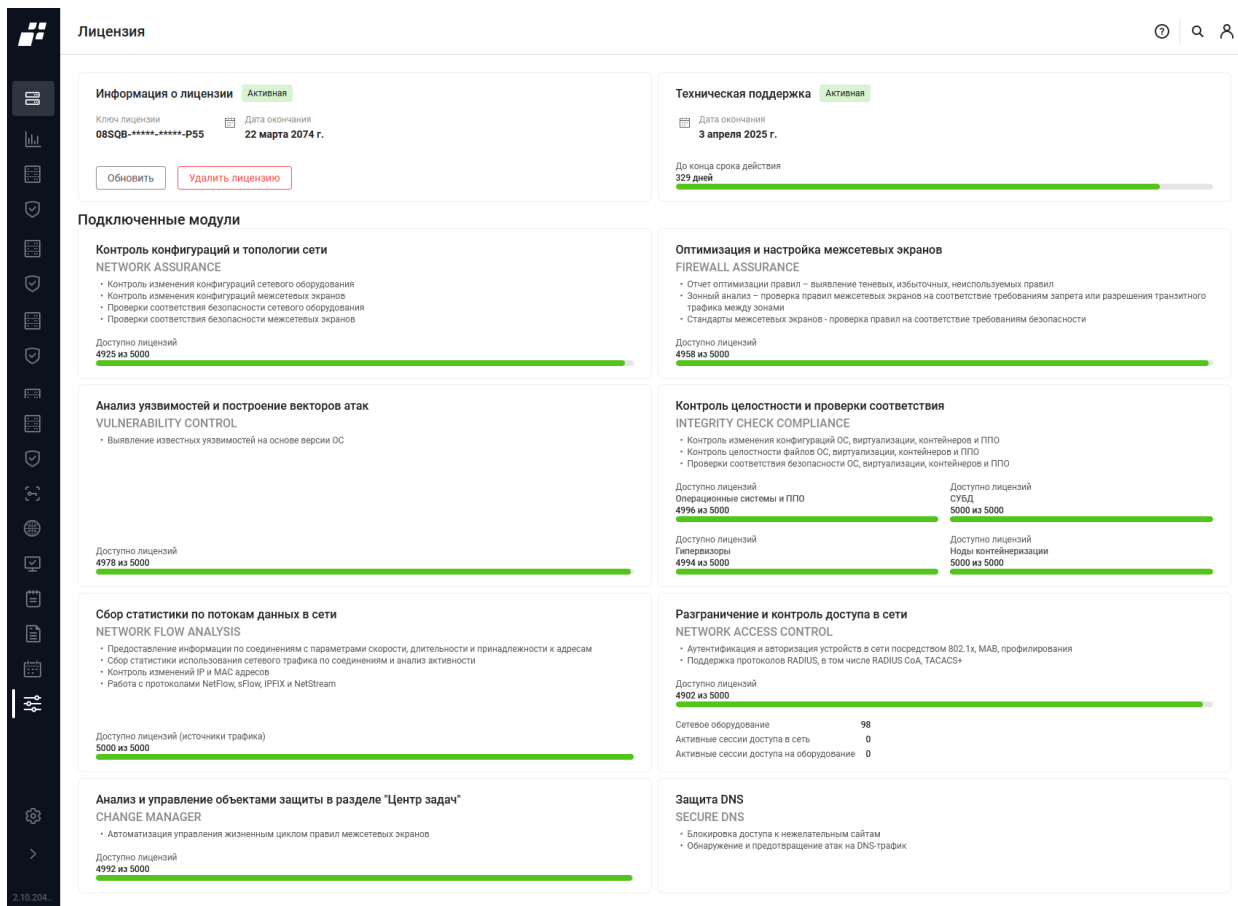 Лицензия
Информация о лицензии
Активная
Ключ лицензии
08SQB-*****-*****-P55
Дата окончания
22 марта 2074 г.
Обновить
Удалить лицензию
Техническая поддержка
Активная
Дата окончания
3 апреля 2025 г.
До конца срока действия
329 дней
Подключенные модули
Контроль конфигураций и топологии сети
NETWORK ASSURANCE
• Контроль изменения конфигураций сетевого оборудования
• Контроль изменения конфигураций межсетевых экранов
• Проверки соответствия безопасности сетевого оборудования
• Проверки соответствия безопасности межсетевых экранов
Доступно лицензий
4925 из 5000
Оптимизация и настройка межсетевых экранов
FIREWALL ASSURANCE
• Отчет оптимизации правил – выявление теневых, избыточных, неиспользуемых правил
• Зонный анализ – проверка правил межсетевых экранов на соответствие требованиям запрета или разрешения транзитного
трафика между зонами
• Стандарты межсетевых экранов - проверка правил на соответствие требованиям безопасности
Доступно лицензий
4958 из 5000
Анализ уязвимостей и построение векторов атак
VULNERABILITY CONTROL
• Выявление известных уязвимостей на основе версии ОС
Доступно лицензий
4978 из 5000
Контроль целостности и проверки соответствия
INTEGRITY CHECK COMPLIANCE
• Контроль изменения конфигураций ОС, виртуализации, контейнеров и ППО
• Контроль целостности файлов ОС, виртуализации, контейнеров и ППО
• Проверки соответствия безопасности ОС, виртуализации, контейнеров и ППО
Доступно лицензий
Операционные системы и ППО
4996 из 5000
Доступно лицензий
СУБД
5000 из 5000
Доступно лицензий
Гипервизоры
4994 из 5000
Доступно лицензий
Ноды контейнеризации
5000 из 5000
Сбор статистики по потокам данных в сети
NETWORK FLOW ANALYSIS
• Предоставление информации по соединениям с параметрами скорости, длительности и принадлежности к адресам
• Сбор статистики использования сетевого трафика по соединениям и анализ активности
• Контроль изменений IP и MAC адресов
• Работа с протоколами NetFlow, sFlow, IPFIX и NetStream
Доступно лицензий (источники трафика)
5000 из 5000
Разграничение и контроль доступа в сети
NETWORK ACCESS CONTROL
• Аутентификация и авторизация устройств в сети посредством 802.1x, MAB, профилирования
• Поддержка протоколов RADIUS, в том числе RADIUS CoA, TACACS+
Доступно лицензий
4902 из 5000
Сетевое оборудование 98
Активные сессии доступа в сеть 0
Активные сессии доступа на оборудование 0
Анализ и управление объектами защиты в разделе "Центр задач"
CHANGE MANAGER
• Автоматизация управления жизненным циклом правил межсетевых экранов
Доступно лицензий
4992 из 5000
Защита DNS
SECURE DNS
• Блокировка доступа к нежелательным сайтам
• Обнаружение и предотвращение атак на DNS-трафик
2.10.204...